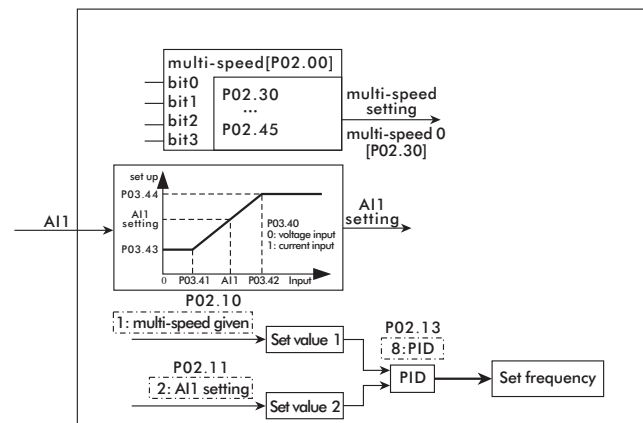 multi-speed[P02.00]
bit0
bit1
bit2
bit3
P02.30
...
P02.45
multi-speed
setting
multi-speed 0
[P02.30]
set up
P03.44
AI1
setting
P03.43
P03.40
0: voltage input
1: current input
0
P03.41
AI1
P03.42
Input
AI1
AI1
setting
P02.10
1: multi-speed given
Set value 1
P02.13
8:PID
P02.11
2: AI1 setting
Set value 2
PID
Set frequency